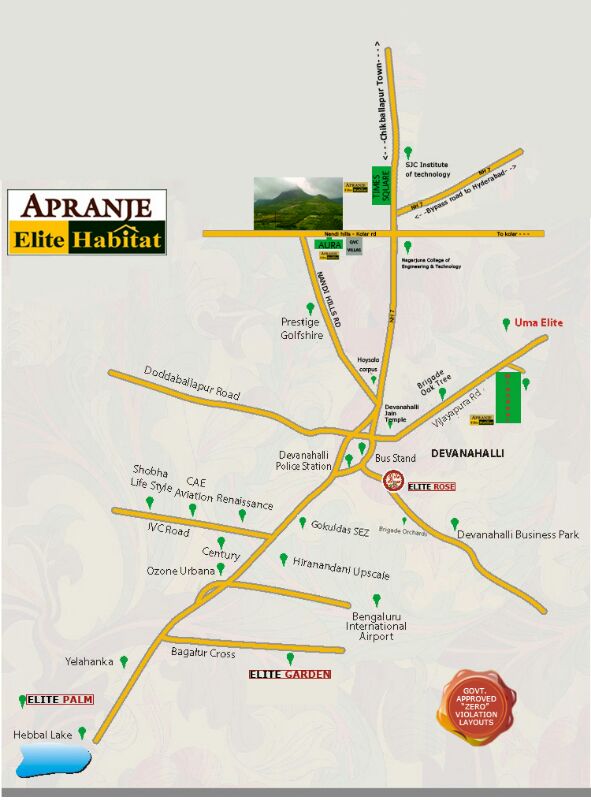 <---Chikballapur Town--->
SJC Institute
of technology
TIMES
SQUARE
APRANJE
Elite Habitat
NH 7
<---Bypass road to Hyderabad--->
NH 7
APRANJE
Elite Habitat
Nandi hills - Kolar rd
To kolar ---
AURA
GVC
VILLAS
Nagarjuna College of
Engineering & Technology
NANDI HILLS RD
NH 7
Prestige
Golfshire
Uma Elite
Hoysala
corpus
Doddaballapur Road
Brigade
Oak Tree
Vijayapura Rd
Devanahalli
Jain
Temple
APRANJE
Devanahalli
Police Station
Bus Stand
DEVANAHALLI
ELITE ROSE
Shobha
Life Style
CAE
Aviation
Renaissance
IVC Road
Gokuldas SEZ
Brigade Orchards
Devanahalli Business Park
Century
Ozone Urbana
Hiranandani Upscale
Bengaluru
International
Airport
Bagalur Cross
Yelahanka
ELITE GARDEN
ELITE PALM
Hebbal Lake
GOVT.
APPROVED
"ZERO"
VIOLATION
LAYOUTS